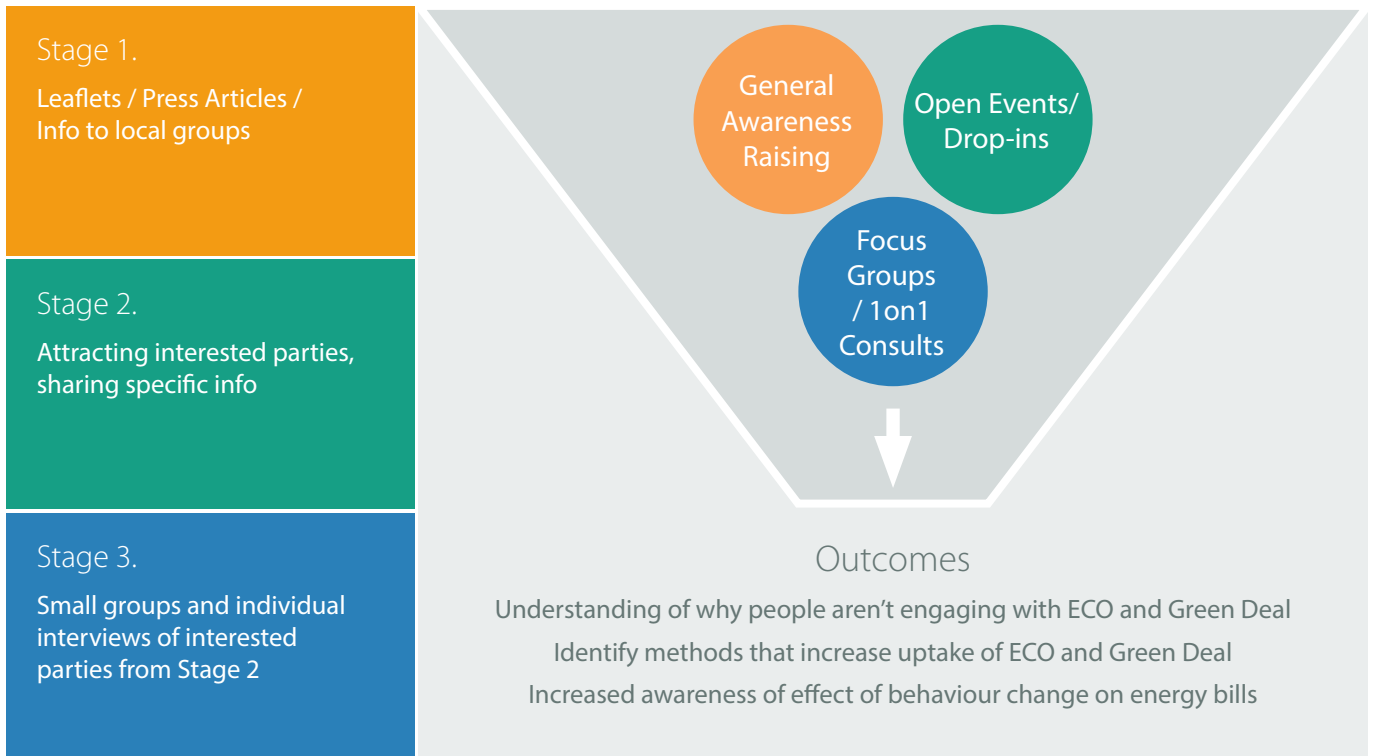 Stage 1.
Leaflets / Press Articles /
Info to local groups
Stage 2.
Attracting interested parties,
sharing specific info
Stage 3.
Small groups and individual
interviews of interested
parties from Stage 2
General
Awareness
Raising
Open Events/
Drop-ins
Focus
Groups
/ 1on1
Consults
Outcomes
Understanding of why people aren’t engaging with ECO and Green Deal
Identify methods that increase uptake of ECO and Green Deal
Increased awareness of effect of behaviour change on energy bills